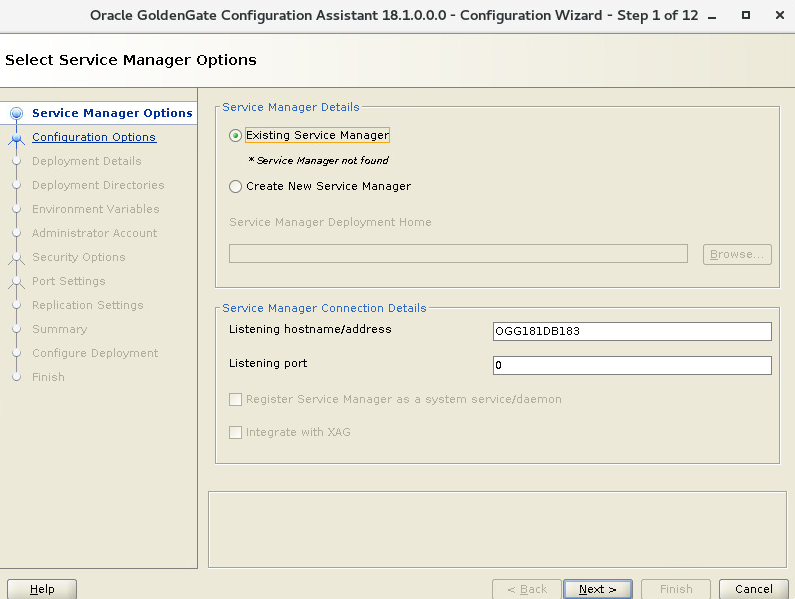 Oracle GoldenGate Configuration Assistant 18.1.0.0.0 - Configuration Wizard - Step 1 of 12
Select Service Manager Options
Service Manager Options
Configuration Options
Deployment Details
Deployment Directories
Environment Variables
Administrator Account
Security Options
Port Settings
Replication Settings
Summary
Configure Deployment
Finish
Service Manager Details
Existing Service Manager
* Service Manager not found
Create New Service Manager
Service Manager Deployment Home
Browse...
Service Manager Connection Details
Listening hostname/address OGG181DB183
Listening port 0
Register Service Manager as a system service/daemon
Integrate with XAG
Help < Back Next > Finish Cancel